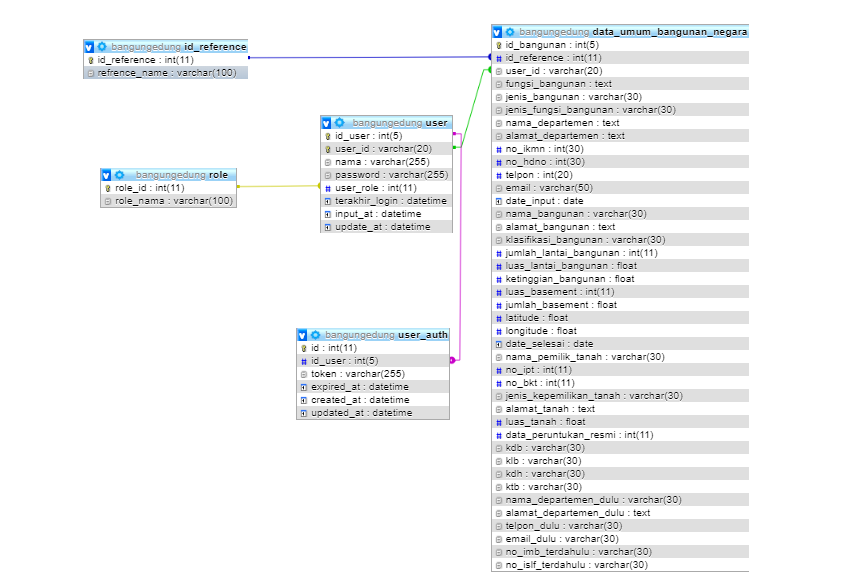 bangungedung id_reference
id_reference : int(11)
refrence_name : varchar(100)
bangungedung role
role_id : int(11)
role_nama : varchar(100)
bangungedung user
id_user : int(5)
user_id : varchar(20)
nama : varchar(255)
password : varchar(255)
user_role : int(11)
terakhir_login : datetime
input_at : datetime
update_at : datetime
bangungedung user_auth
id : int(11)
id_user : int(5)
token : varchar(255)
expired_at : datetime
created_at : datetime
updated_at : datetime
bangungedung data_umum_bangunan_negara
id_bangunan : int(5)
id_reference : int(11)
user_id : varchar(20)
fungsi_bangunan : text
jenis_bangunan : varchar(30)
jenis_fungsi_bangunan : varchar(30)
nama_departemen : text
alamat_departemen : text
no_ikmn : int(30)
no_hdno : int(30)
telpon : int(20)
email : varchar(50)
date_input : date
nama_bangunan : varchar(30)
alamat_bangunan : text
klasifikasi_bangunan : varchar(30)
jumlah_lantai_bangunan : int(11)
luas_lantai_bangunan : float
ketinggian_bangunan : float
luas_basement : int(11)
jumlah_basement : float
latitude : float
longitude : float
date_selesai : date
nama_pemilik_tanah : varchar(30)
no_ipt : int(11)
no_bkt : int(11)
jenis_kepemilikan_tanah : varchar(30)
alamat_tanah : text
luas_tanah : float
data_peruntukan_resmi : int(11)
kdb : varchar(30)
klb : varchar(30)
kdh : varchar(30)
ktb : varchar(30)
nama_departemen_dulu : varchar(30)
alamat_departemen_dulu : text
telpon_dulu : varchar(30)
email_dulu : varchar(30)
no_imb_terdahulu : varchar(30)
no_islf_terdahulu : varchar(30)